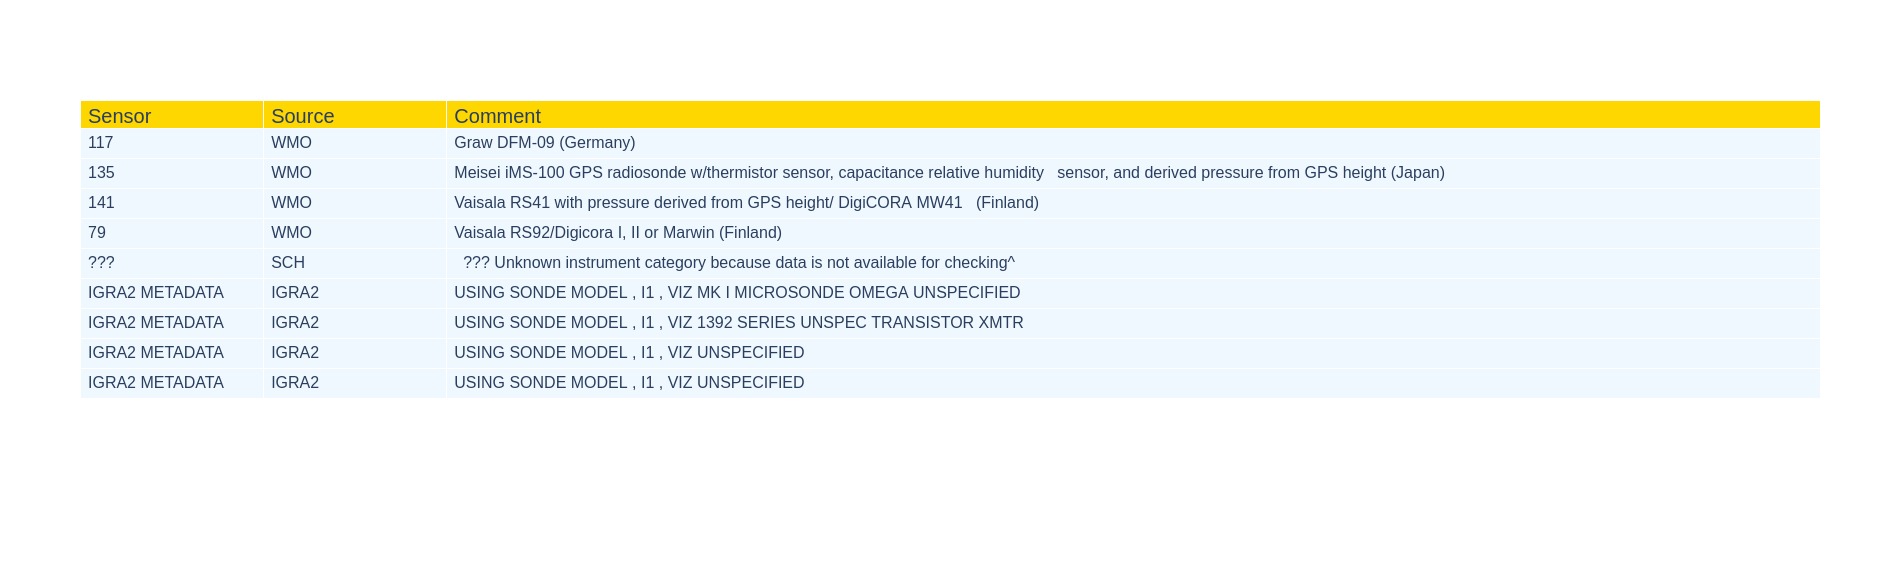 Sensor Source Comment
117 WMO Graw DFM-09 (Germany)
135 WMO Meisei iMS-100 GPS radiosonde w/thermistor sensor, capacitance relative humidity   sensor, and derived pressure from GPS height (Japan)
141 WMO Vaisala RS41 with pressure derived from GPS height/ DigiCORA MW41   (Finland)
79 WMO Vaisala RS92/Digicora I, II or Marwin (Finland)
??? SCH ??? Unknown instrument category because data is not available for checking^
IGRA2 METADATA IGRA2 USING SONDE MODEL , I1 , VIZ MK I MICROSONDE OMEGA UNSPECIFIED
IGRA2 METADATA IGRA2 USING SONDE MODEL , I1 , VIZ 1392 SERIES UNSPEC TRANSISTOR XMTR
IGRA2 METADATA IGRA2 USING SONDE MODEL , I1 , VIZ UNSPECIFIED
IGRA2 METADATA IGRA2 USING SONDE MODEL , I1 , VIZ UNSPECIFIED